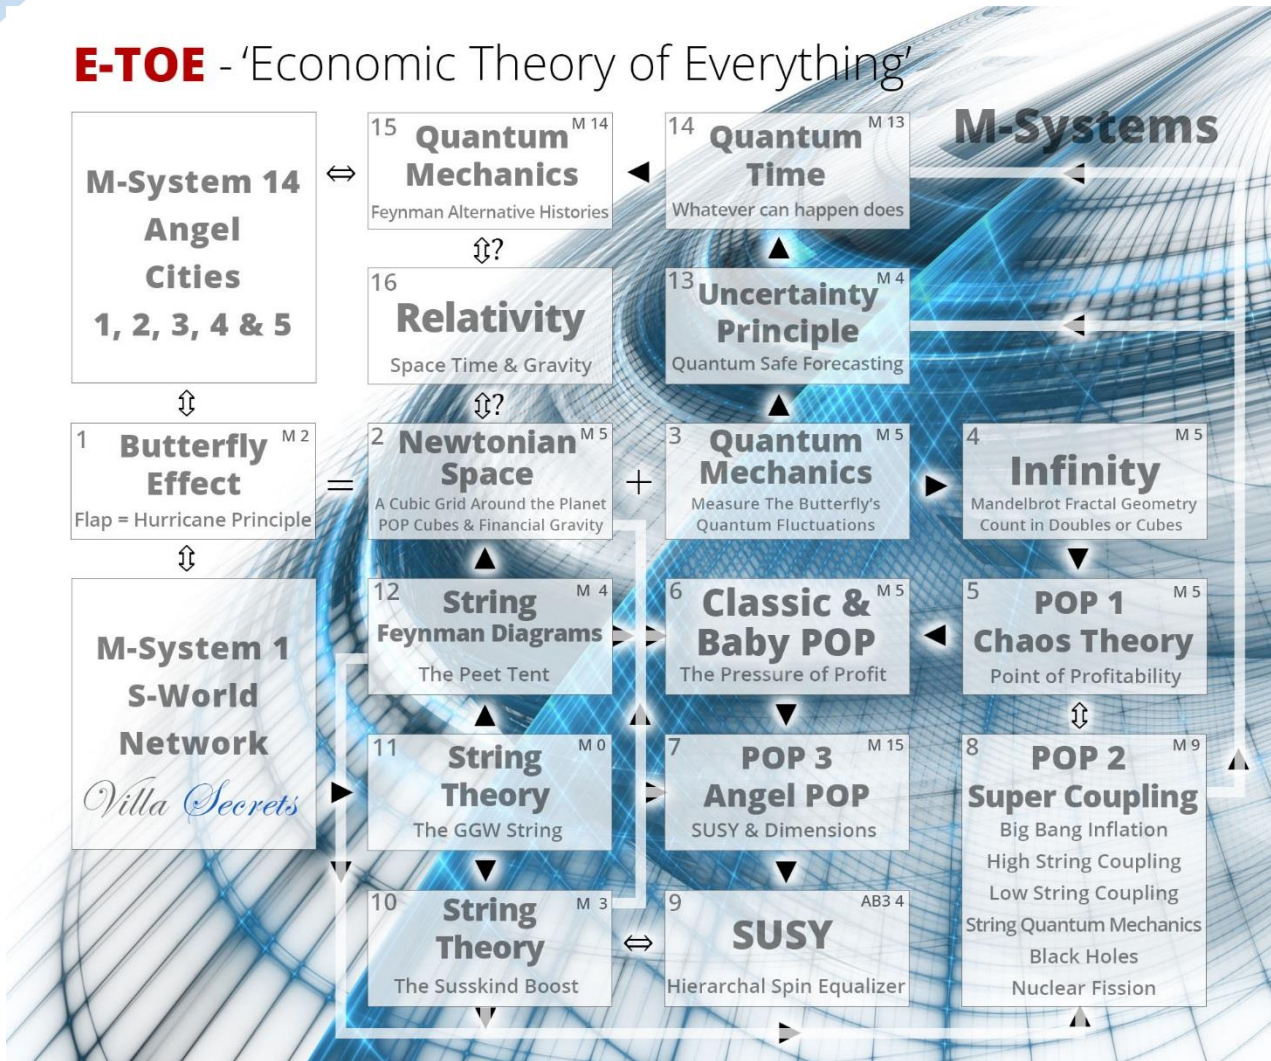 E-TOE - 'Economic Theory of Everything'
M-Systems
M-System 14
Angel
Cities
1, 2, 3, 4 & 5
15 Quantum M 14
Mechanics
Feynman Alternative Histories
14 Quantum M 13
Time
Whatever can happen does
⇔
⇕?
16
Relativity
Space Time & Gravity
13 Uncertainty M 4
Principle
Quantum Safe Forecasting
⇕?
1 Butterfly M 2
Effect
Flap = Hurricane Principle
=
2 Newtonian M 5
Space
A Cubic Grid Around the Planet
POP Cubes & Financial Gravity
+
3 Quantum M 5
Mechanics
Measure The Butterfly's
Quantum Fluctuations
4 M 5
Infinity
Mandelbrot Fractal Geometry
Count in Doubles or Cubes
M-System 1
S-World
Network
Villa Secrets
12 String M 4
Feynman Diagrams
The Peet Tent
6 Classic & M 5
Baby POP
The Pressure of Profit
5 POP 1 M 5
Chaos Theory
Point of Profitability
11 String M 0
Theory
The GGW String
7 POP 3 M 15
Angel POP
SUSY & Dimensions
8 POP 2 M 9
Super Coupling
Big Bang Inflation
High String Coupling
Low String Coupling
String Quantum Mechanics
Black Holes
Nuclear Fission
10 String M 3
Theory
The Susskind Boost
9 AB3 4
SUSY
Hierarchal Spin Equalizer